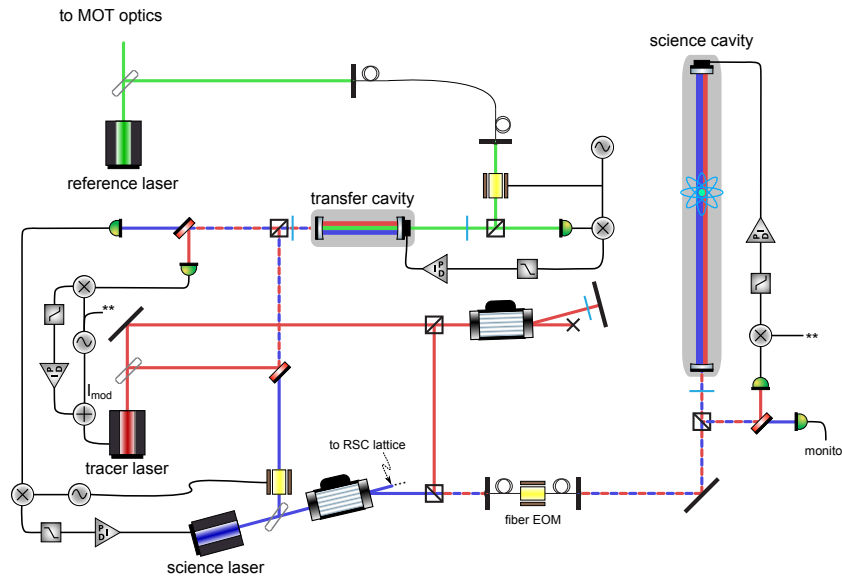 to MOT optics
science cavity
reference laser
transfer cavity
P
I
D
P
I
D
**
P
I
D
**
I mod
tracer laser
to RSC lattice
monito
fiber EOM
P
I
D
science laser